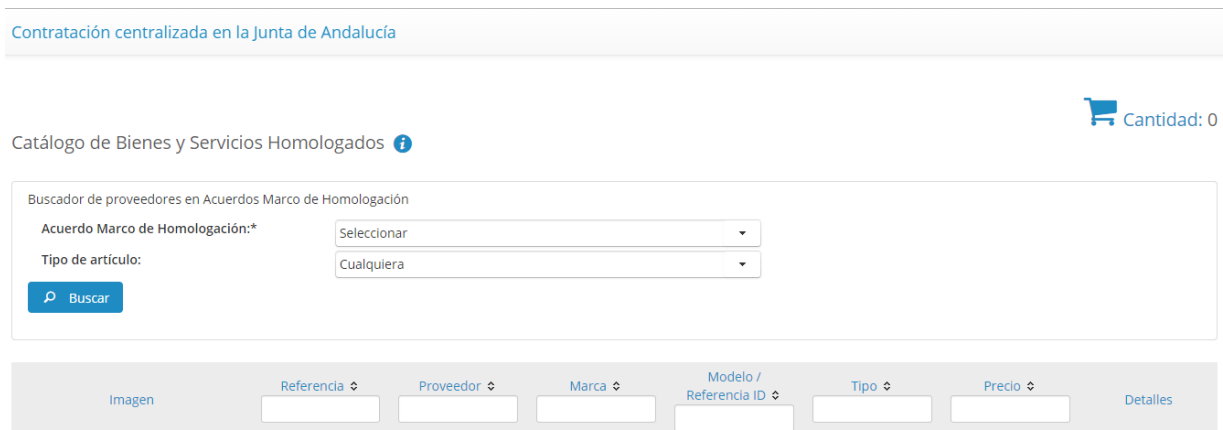 Contratación centralizada en la Junta de Andalucía
Cantidad: 0
Catálogo de Bienes y Servicios Homologados
Buscador de proveedores en Acuerdos Marco de Homologación
Acuerdo Marco de Homologación:* Seleccionar
Tipo de artículo: Cualquiera
Buscar
Imagen Referencia Proveedor Marca Modelo / Referencia ID Tipo Precio Detalles